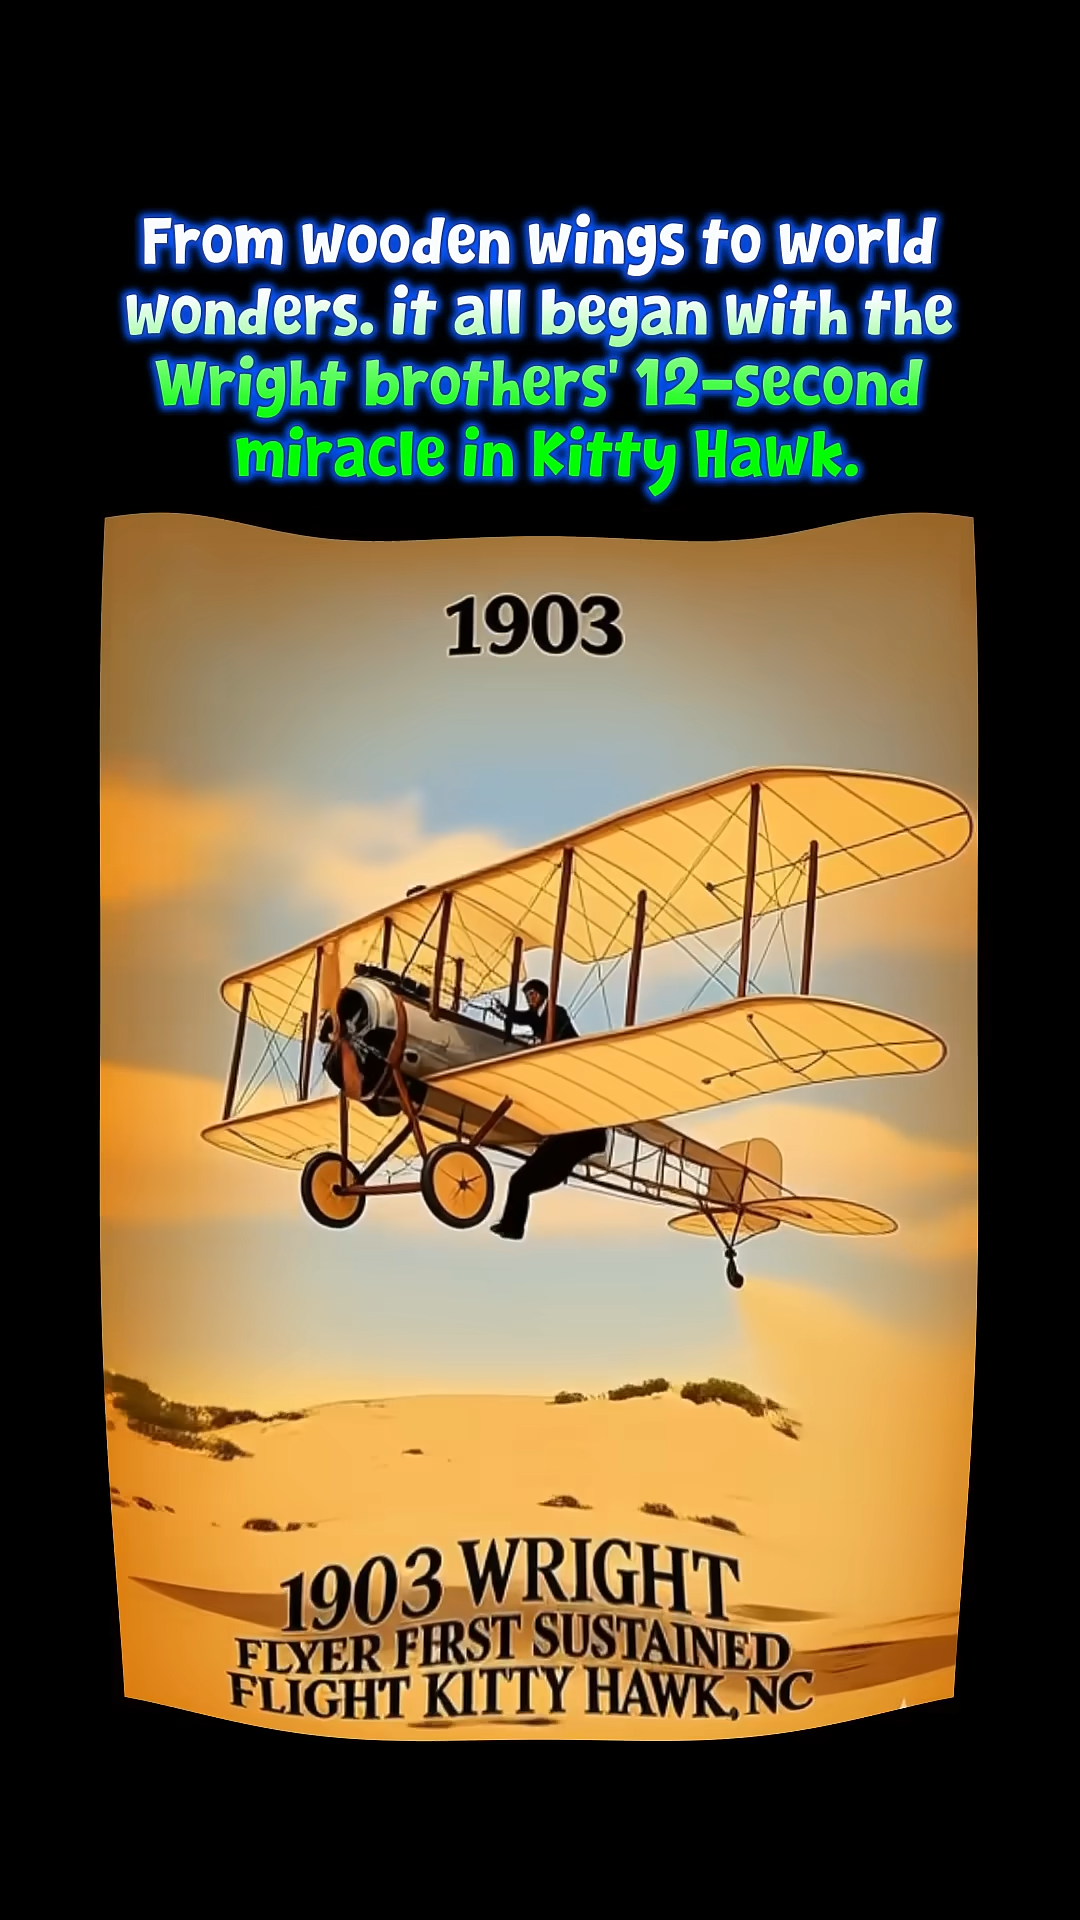 From wooden wings to world
wonders. it all began with the
Wright brothers' 12-second
miracle in Kitty Hawk.
1903
1903 WRIGHT
FLYER FIRST SUSTAINED
FLIGHT KITTY HAWK, NC